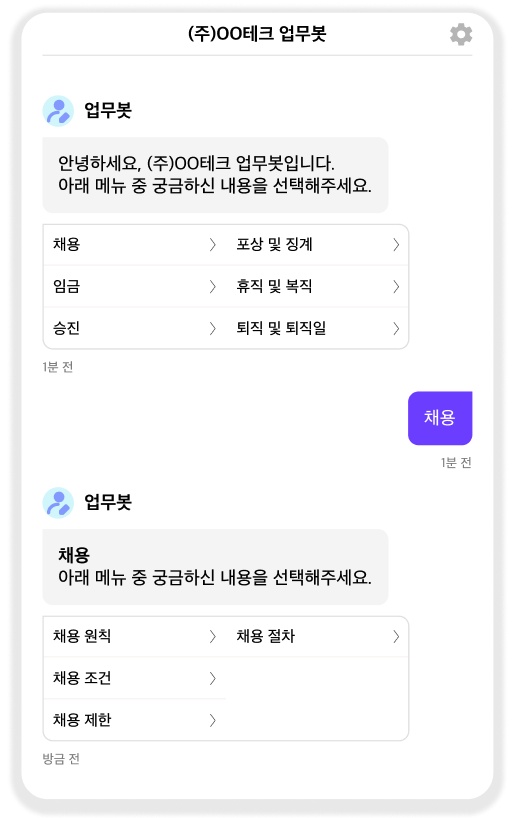 (주)OO테크 업무봇
업무봇
안녕하세요, (주)OO테크 업무봇입니다.
아래 메뉴 중 궁금하신 내용을 선택해주세요.
채용 포상 및 징계
임금 휴직 및 복직
승진 퇴직 및 퇴직일
1분 전
채용
1분 전
업무봇
채용
아래 메뉴 중 궁금하신 내용을 선택해주세요.
채용 원칙 채용 절차
채용 조건
채용 제한
방금 전